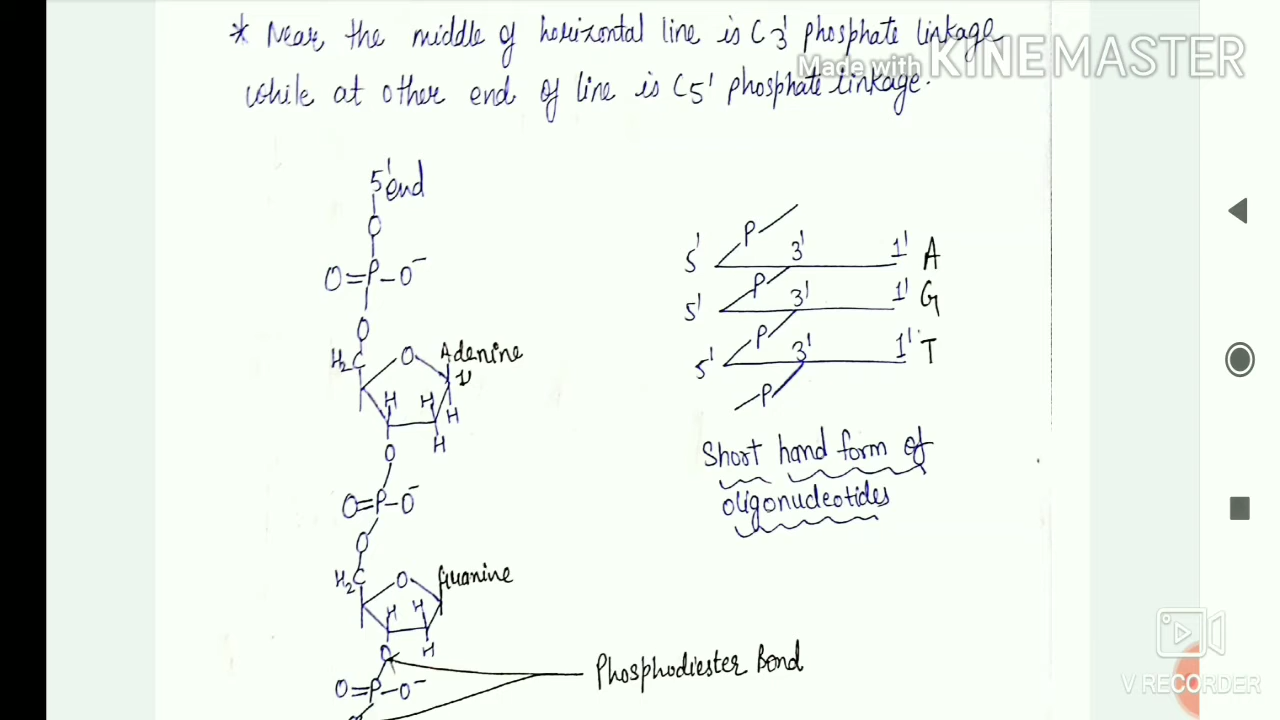 * Near the middle of horizontal line is C3' phosphate linkage
Made with KINEMASTER
while at other end of line is C5' phosphate linkage.
5' end
O
O=P-O⁻
O
H₂C O Adenine
1'
H H H
H
O
O=P-O⁻
O
H₂C O Guanine
H H
H
O
O=P-O⁻
Phosphodiester Bond
P
5' 3' 1' A
P
5' 3' 1' G
P
5' 3' 1' T
P
Short hand form of
oligonucleotides
V RECORDER